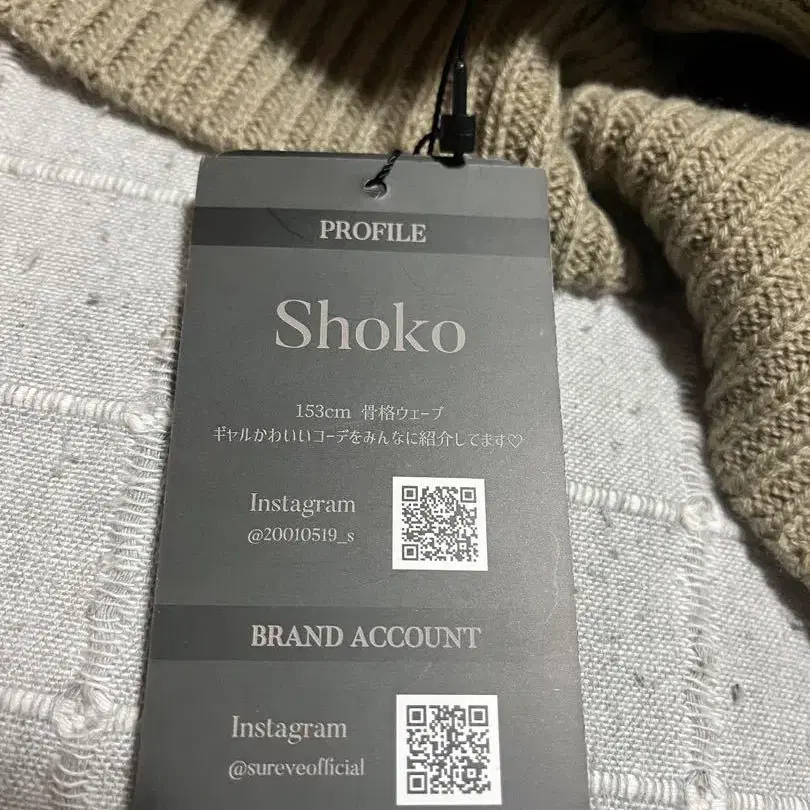 PROFILE
Shoko
153cm 骨格ウェーブ
ギャルかわいいコーデをみんなに紹介してます♡
Instagram
@20010519_s
BRAND ACCOUNT
Instagram
@sureveofficial